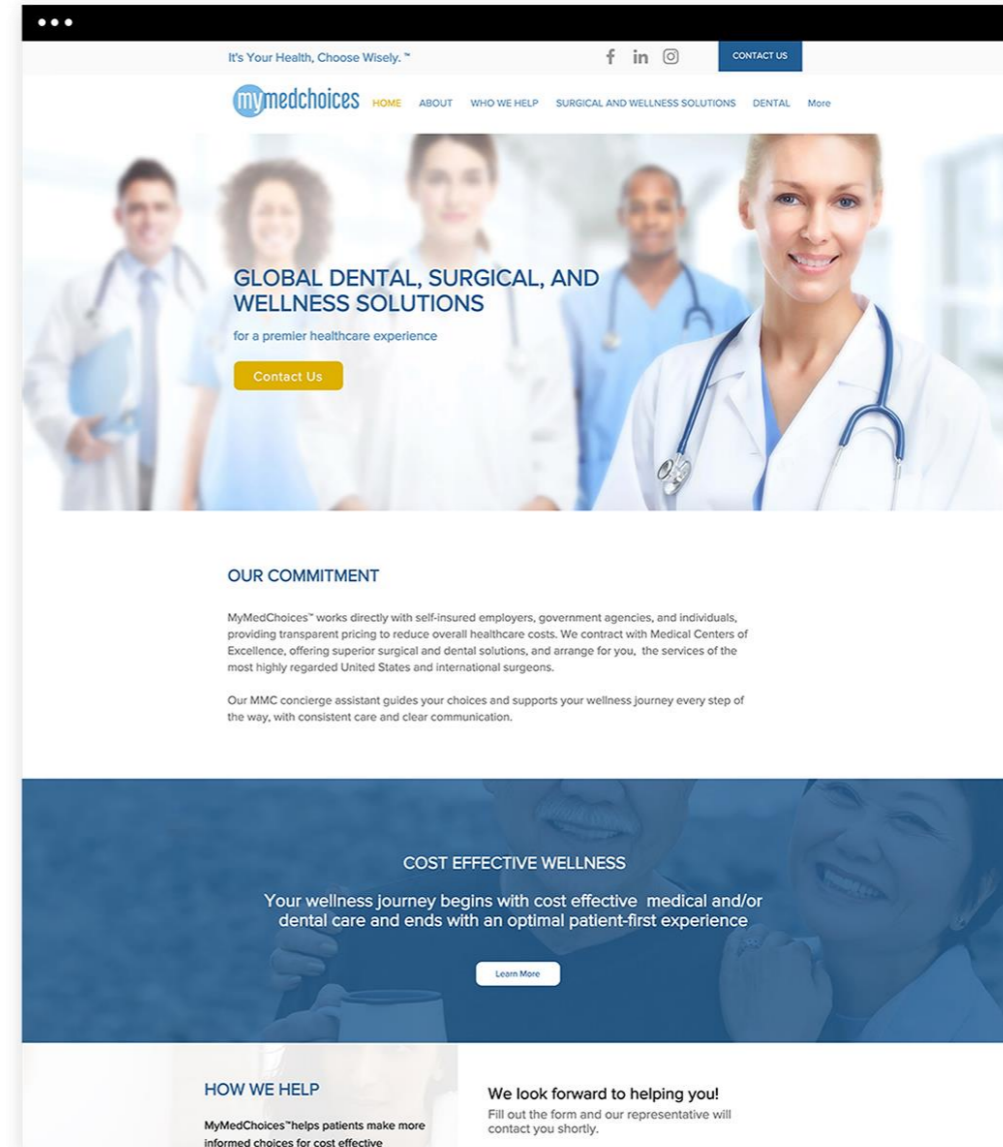 It's Your Health, Choose Wisely. ™
CONTACT US
mymedchoices
HOME ABOUT WHO WE HELP SURGICAL AND WELLNESS SOLUTIONS DENTAL More
GLOBAL DENTAL, SURGICAL, AND
WELLNESS SOLUTIONS
for a premier healthcare experience
Contact Us
OUR COMMITMENT
MyMedChoices™ works directly with self-insured employers, government agencies, and individuals,
providing transparent pricing to reduce overall healthcare costs. We contract with Medical Centers of
Excellence, offering superior surgical and dental solutions, and arrange for you, the services of the
most highly regarded United States and international surgeons.
Our MMC concierge assistant guides your choices and supports your wellness journey every step of
the way, with consistent care and clear communication.
COST EFFECTIVE WELLNESS
Your wellness journey begins with cost effective medical and/or
dental care and ends with an optimal patient-first experience
Learn More
HOW WE HELP
MyMedChoices™helps patients make more
informed choices for cost effective
We look forward to helping you!
Fill out the form and our representative will
contact you shortly.